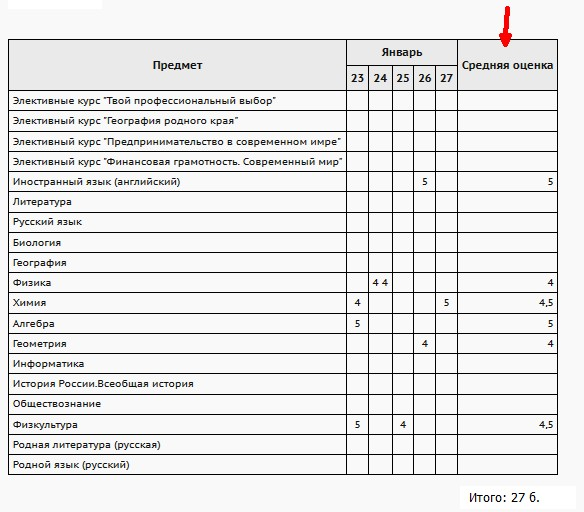 Предмет Январь Средняя оценка
23 24 25 26 27
Элективные курс "Твой профессиональный выбор"
Элективный курс "География родного края"
Элективный курс "Предпринимательство в современном имре"
Элективный курс "Финансовая грамотность. Современный мир"
Иностранный язык (английский) 5 5
Литература
Русский язык
Биология
География
Физика 4 4 4
Химия 4 5 4,5
Алгебра 5 5
Геометрия 4 4
Информатика
История России.Всеобщая история
Обществознание
Физкультура 5 4 4,5
Родная литература (русская)
Родной язык (русский)
Итого: 27 б.